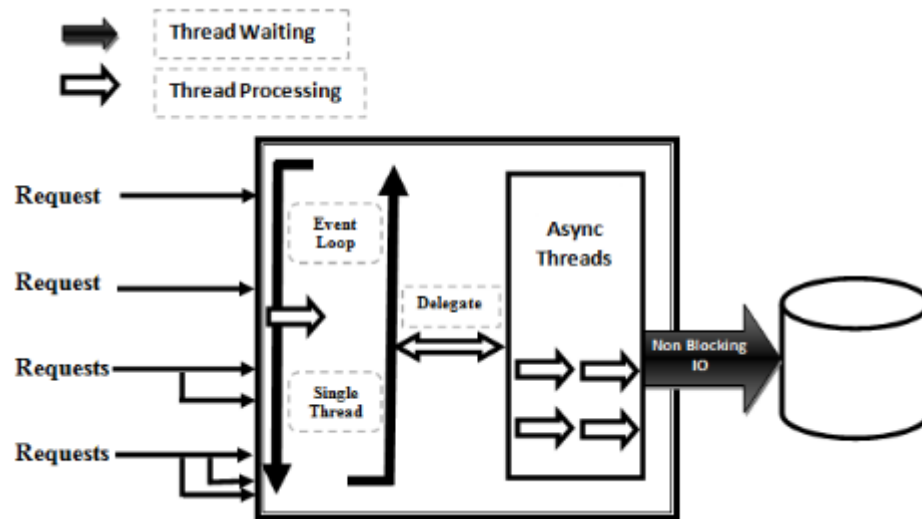 Thread Waiting
Thread Processing
Request
Request
Requests
Requests
Event
Loop
Single
Thread
Delegate
Async
Threads
Non Blocking
IO